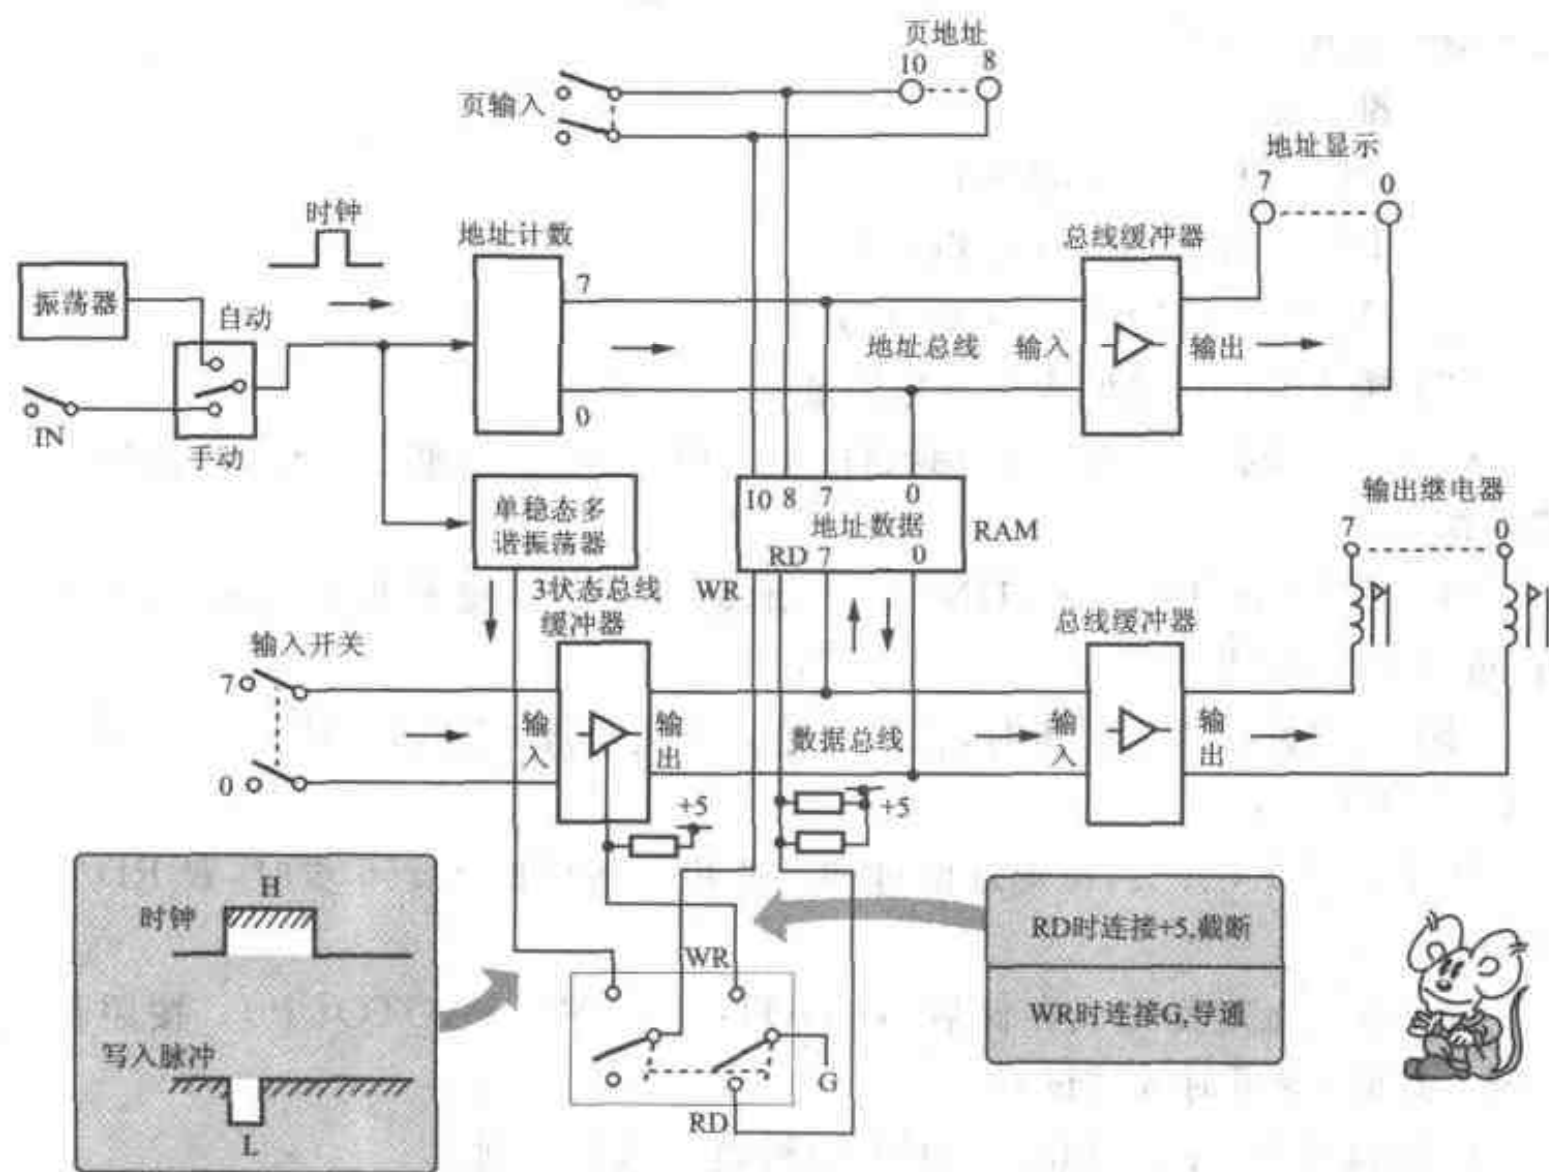 页地址
10 8
页输入
地址显示
7 0
时钟
地址计数
总线缓冲器
振荡器
自动
7
地址总线
输入
输出
IN
手动
0
10 8 7 0
地址数据
RD 7 0
RAM
WR
单稳态多
谐振荡器
输出继电器
7 0
3状态总线
缓冲器
总线缓冲器
输入开关
7
0
输
入
输
出
数据总线
输
入
输
出
+5
+5
H
时钟
写入脉冲
L
WR
G
RD
RD时连接+5,截断
WR时连接G,导通